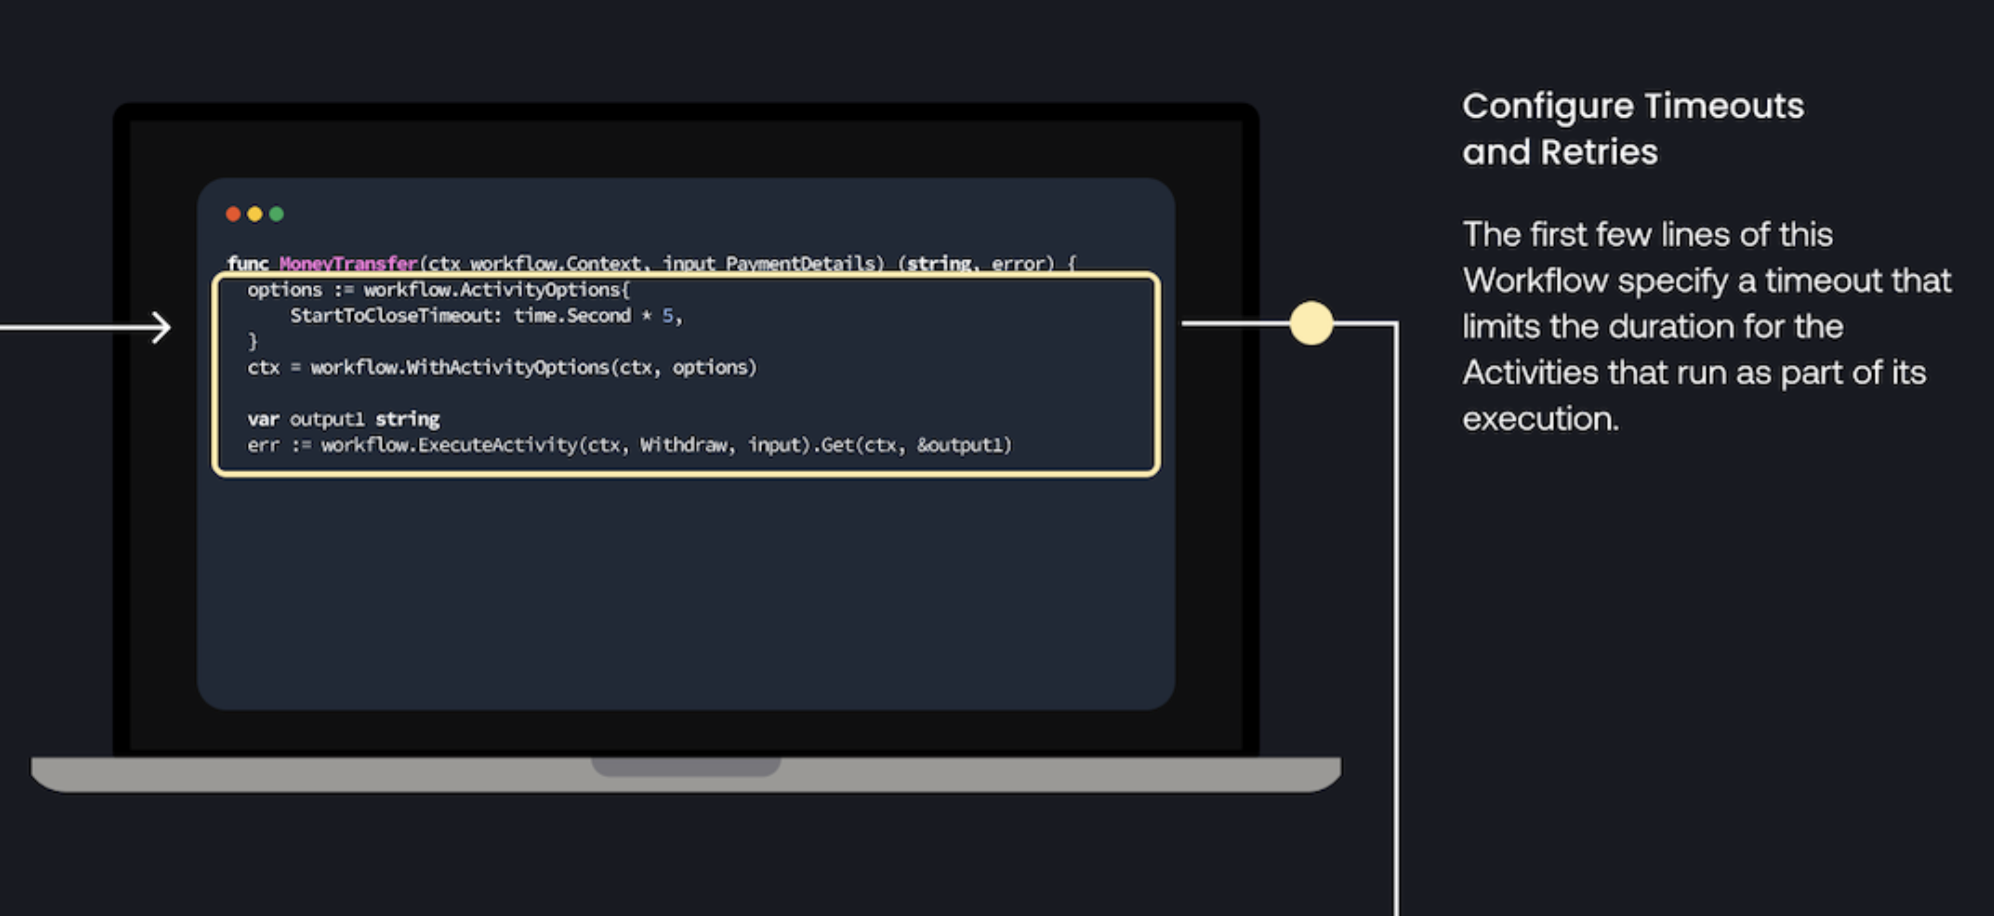 func MoneyTransfer(ctx workflow.Context, input PaymentDetails) (string, error) {
options := workflow.ActivityOptions{
StartToCloseTimeout: time.Second * 5,
}
ctx = workflow.WithActivityOptions(ctx, options)
var output1 string
err := workflow.ExecuteActivity(ctx, Withdraw, input).Get(ctx, &output1)
Configure Timeouts
and Retries
The first few lines of this
Workflow specify a timeout that
limits the duration for the
Activities that run as part of its
execution.